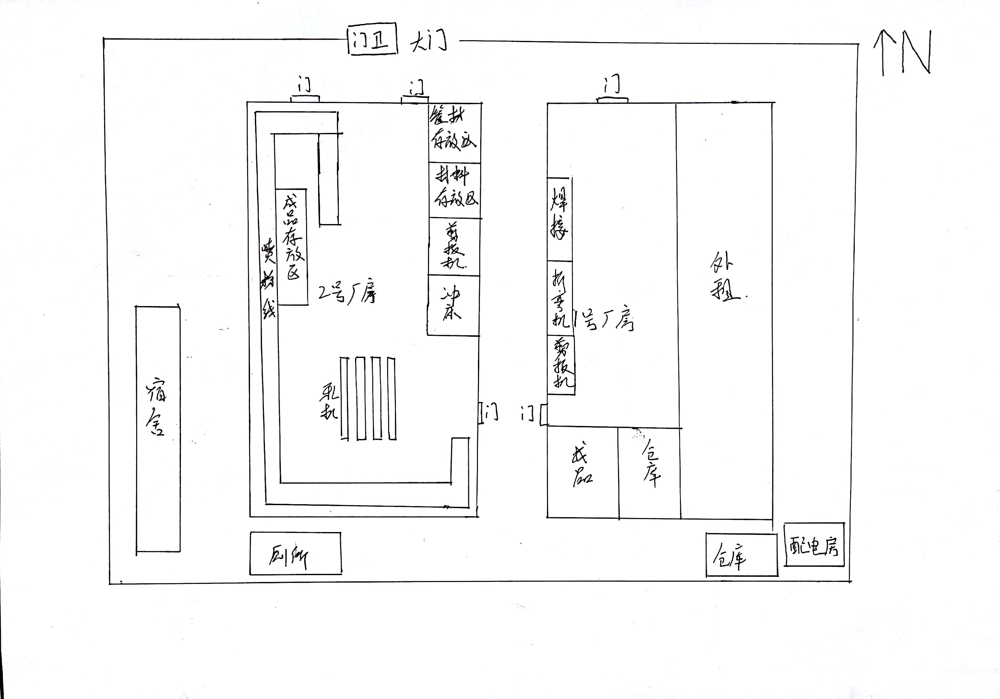 门卫 大门
N
门
门
门
管材
存放区
材料
存放区
剪板机
冲床
成品存放区
喷粉线
2号厂房
轧机
门
焊接
折弯机
剪板机
1号厂房
门
成品
仓库
外租
宿舍
厕所
仓库
配电房